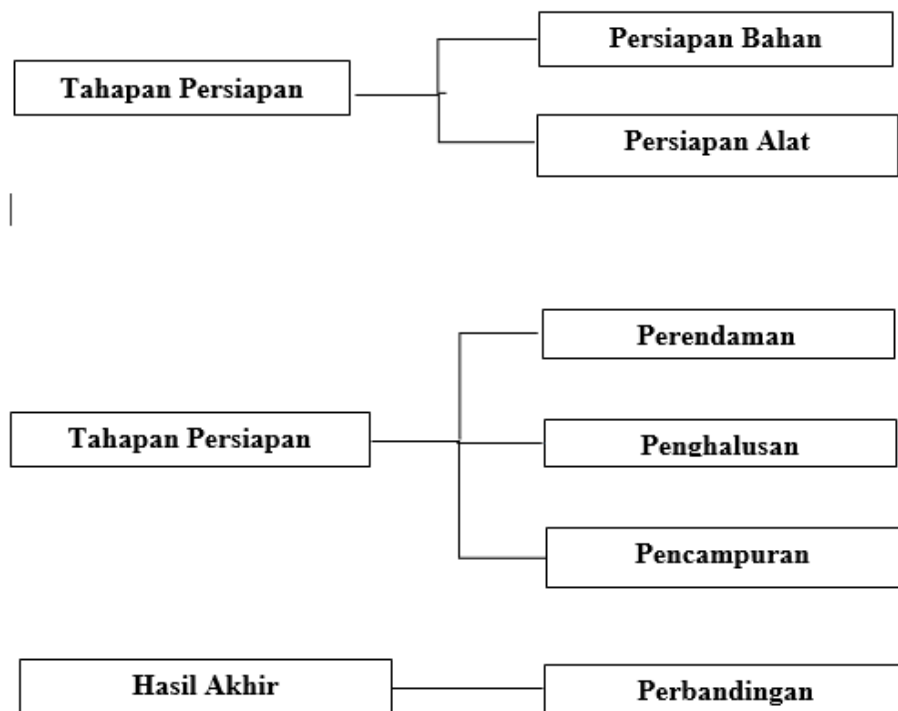 Persiapan Bahan
Tahapan Persiapan
Persiapan Alat
Perendaman
Tahapan Persiapan
Penghalusan
Pencampuran
Hasil Akhir
Perbandingan